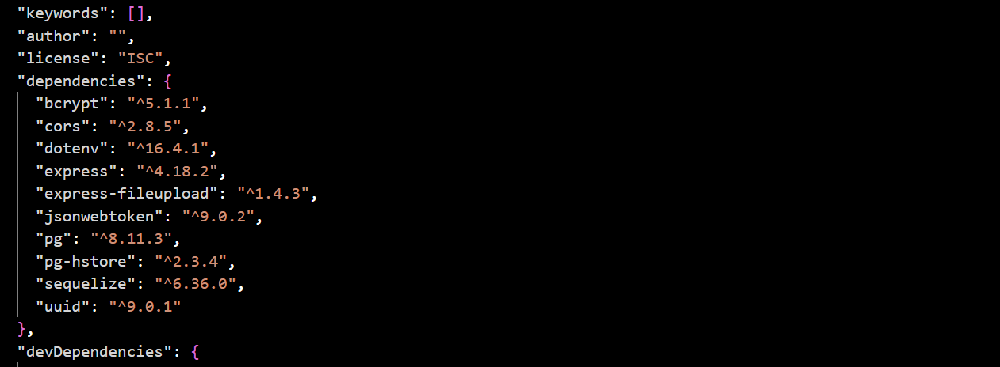 "keywords": [],
"author": "",
"license": "ISC",
"dependencies": {
"bcrypt": "^5.1.1",
"cors": "^2.8.5",
"dotenv": "^16.4.1",
"express": "^4.18.2",
"express-fileupload": "^1.4.3",
"jsonwebtoken": "^9.0.2",
"pg": "^8.11.3",
"pg-hstore": "^2.3.4",
"sequelize": "^6.36.0",
"uuid": "^9.0.1"
},
"devDependencies": {